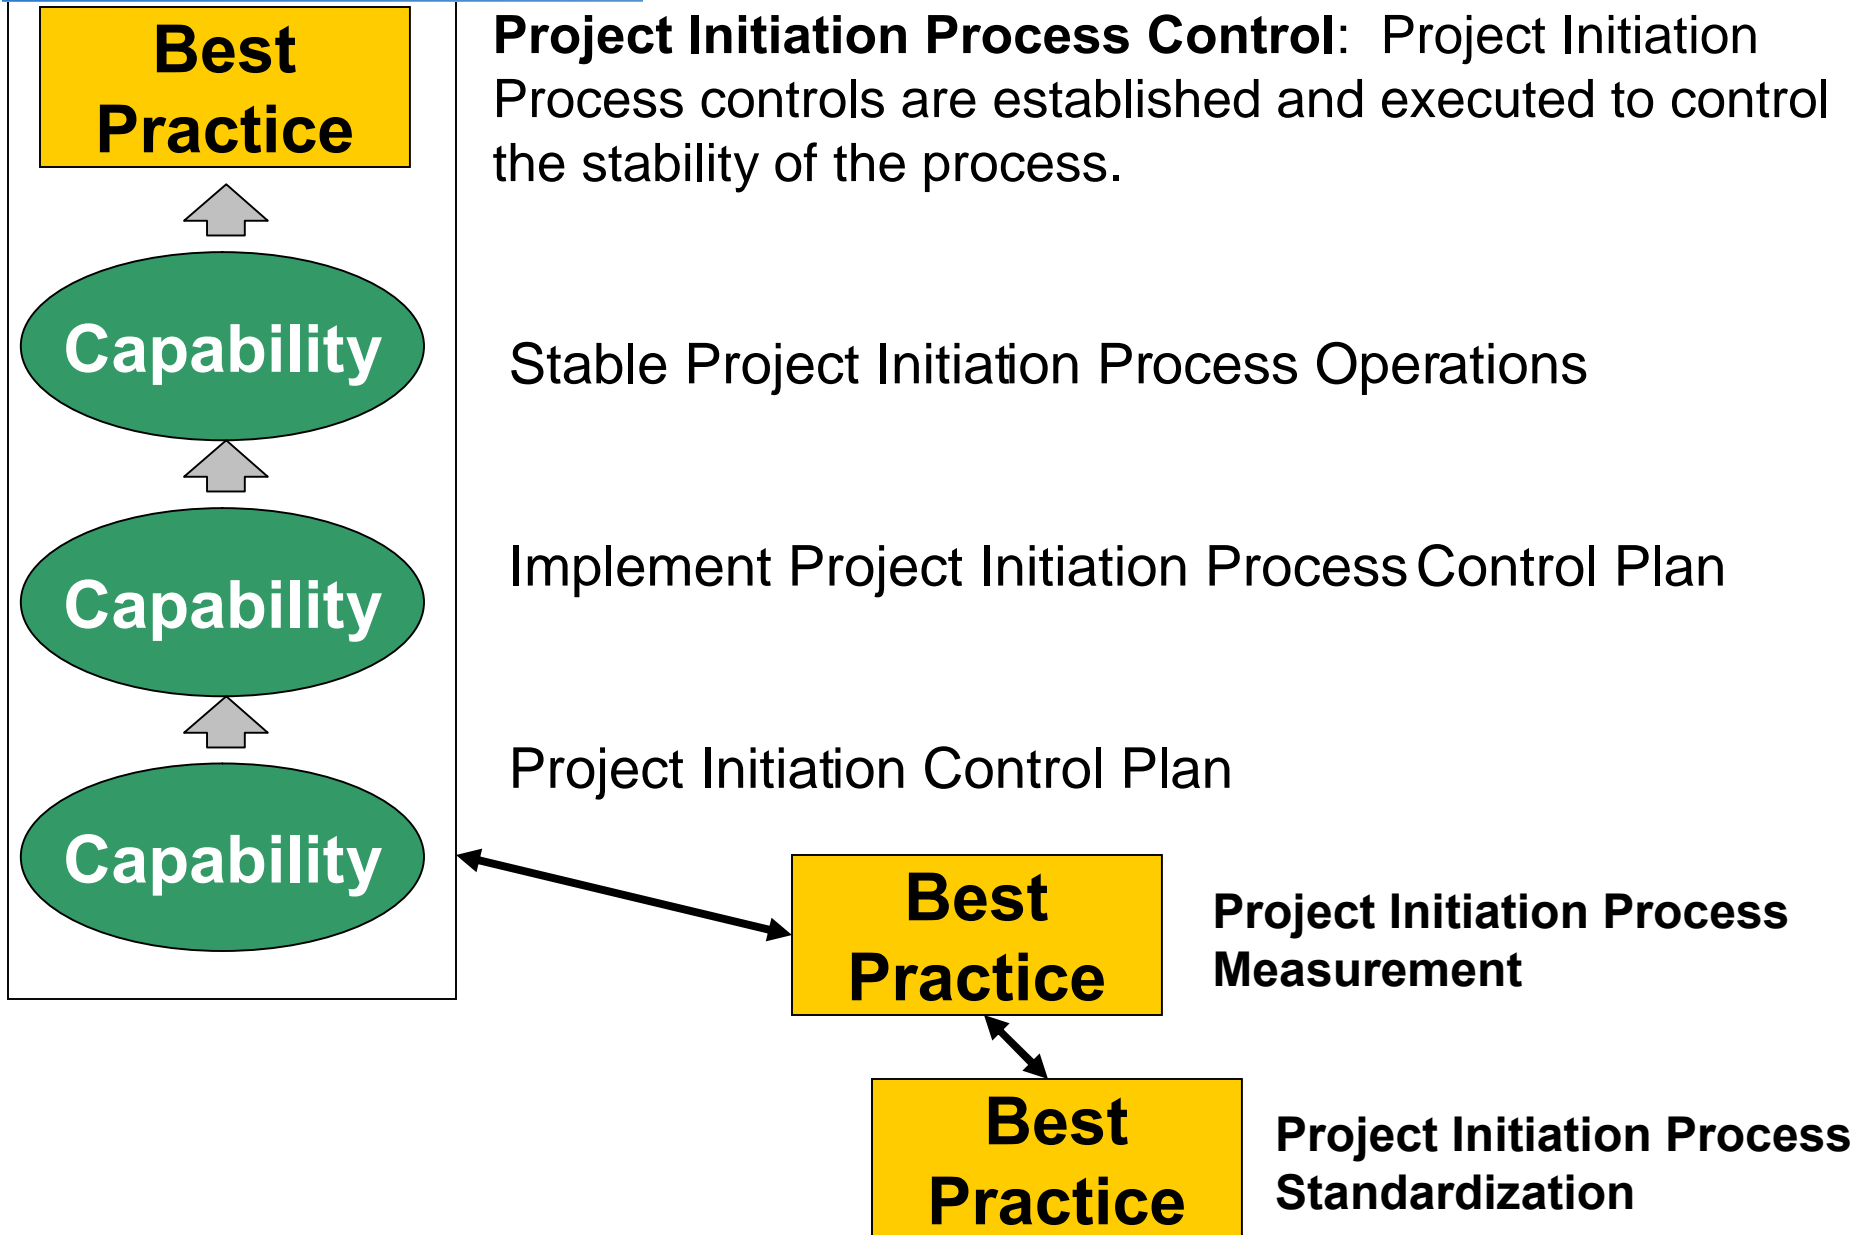 Best
Practice
Project Initiation Process Control: Project Initiation
Process controls are established and executed to control
the stability of the process.
Capability
Stable Project Initiation Process Operations
Capability
Implement Project Initiation Process Control Plan
Project Initiation Control Plan
Capability
Best
Practice
Project Initiation Process
Measurement
Best
Practice
Project Initiation Process
Standardization